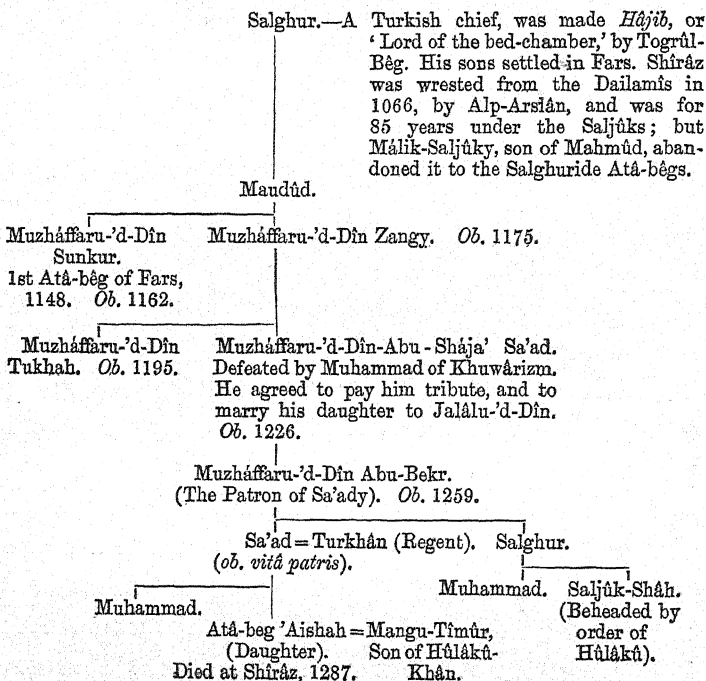 Salghur.—A Turkish chief, was made Hâjib, or
‘Lord of the bed-chamber,’ by Togrûl-
Bêg. His sons settled in Fars. Shîrâz
was wrested from the Dailamîs in
1066, by Alp-Arslân, and was for
85 years under the Saljûks; but
Málik-Saljûky, son of Mahmûd, aban-
doned it to the Salghuride Atâ-bêgs.
Maudûd.
Muzháffaru-’d-Dîn
Sunkur.
1st Atâ-bêg of Fars,
1148. Ob. 1162.
Muzháffaru-’d-Dîn Zangy. Ob. 1175.
Muzháffaru-’d-Dîn
Tukhah. Ob. 1195.
Muzháffaru-’d-Dîn-Abu-Shája’ Sa’ad.
Defeated by Muhammad of Khuwârizm.
He agreed to pay him tribute, and to
marry his daughter to Jalâlu-’d-Dîn.
Ob. 1226.
Muzháffaru-’d-Dîn Abu-Bekr.
(The Patron of Sa’ady). Ob. 1259.
Sa’ad=Turkhân (Regent).
(ob. vitâ patris).
Salghur.
Muhammad.
Atâ-beg ’Aishah=Mangu-Tîmûr,
(Daughter). Son of Hûlâkû-
Died at Shîrâz, 1287. Khân.
Muhammad.
Saljûk-Shâh.
(Beheaded by
order of
Hûlâkû).